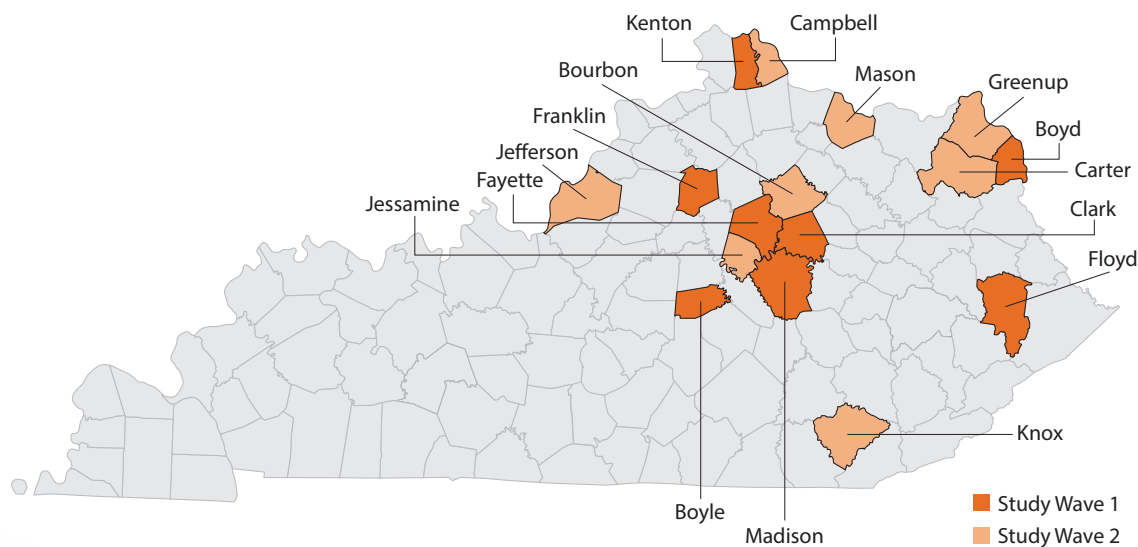 Kenton
Campbell
Bourbon
Mason
Greenup
Franklin
Boyd
Jefferson
Fayette
Carter
Jessamine
Clark
Floyd
Knox
Boyle
Madison
Study Wave 1
Study Wave 2